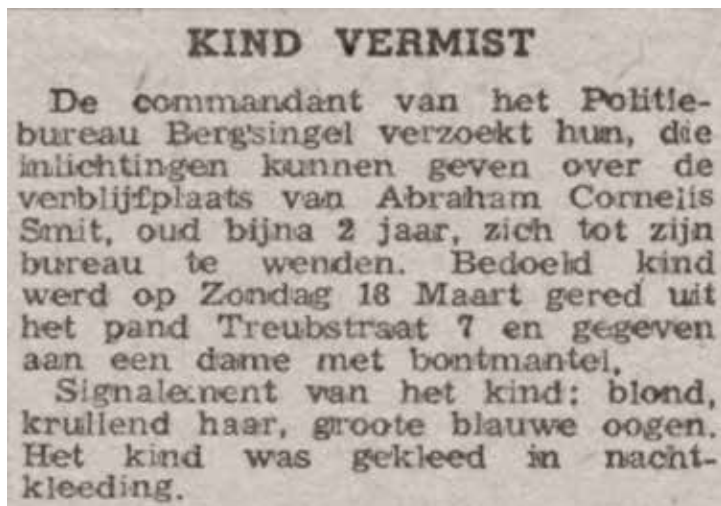 KIND VERMIST
De commandant van het Politie-
bureau Bergsingel verzoekt hun, die
inlichtingen kunnen geven over de
verblijfplaats van Abraham Cornelis
Smit, oud bijna 2 jaar, zich tot zijn
bureau te wenden. Bedoeld kind
werd op Zondag 18 Maart gered uit
het pand Treubstraat 7 en gegeven
aan een dame met bontmantel.
Signalement van het kind: blond,
krullend haar, groote blauwe oogen.
Het kind was gekleed in nacht-
kleeding.